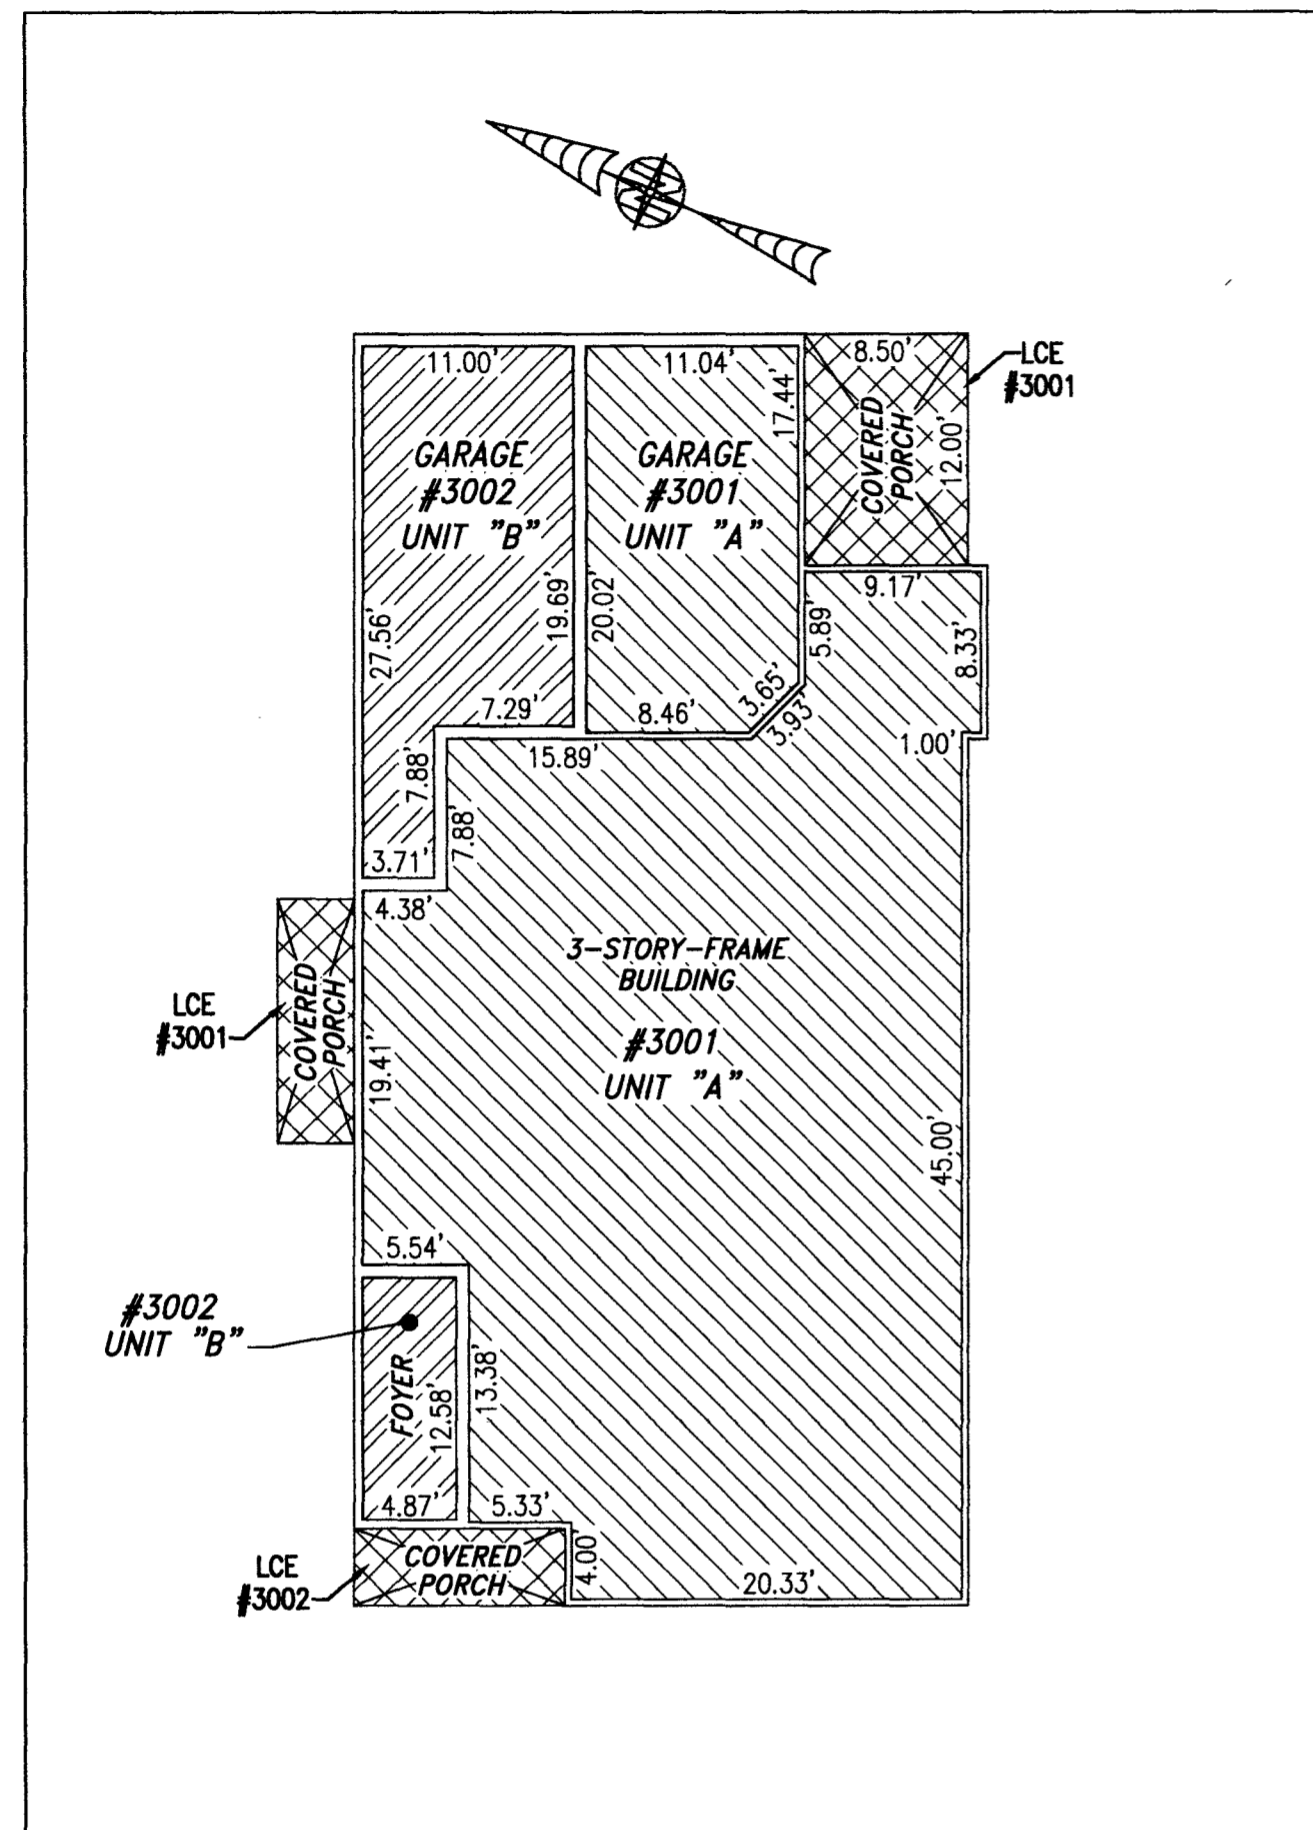 N
11.00'
11.04'
8.50'
LCE
#3001
17.44'
GARAGE
#3002
UNIT "B"
GARAGE
#3001
UNIT "A"
COVERED
PORCH
12.00'
27.56'
19.69'
20.02'
9.17'
5.89'
8.33'
7.29'
8.46'
3.65'
3.93'
1.00'
15.89'
7.88'
7.88'
3.71'
4.38'
3-STORY-FRAME
BUILDING
#3001
UNIT "A"
LCE
#3001
COVERED
PORCH
19.41'
45.00'
5.54'
#3002
UNIT "B"
FOYER
12.58'
13.38'
4.87'
5.33'
LCE
#3002
COVERED
PORCH
4.00'
20.33'